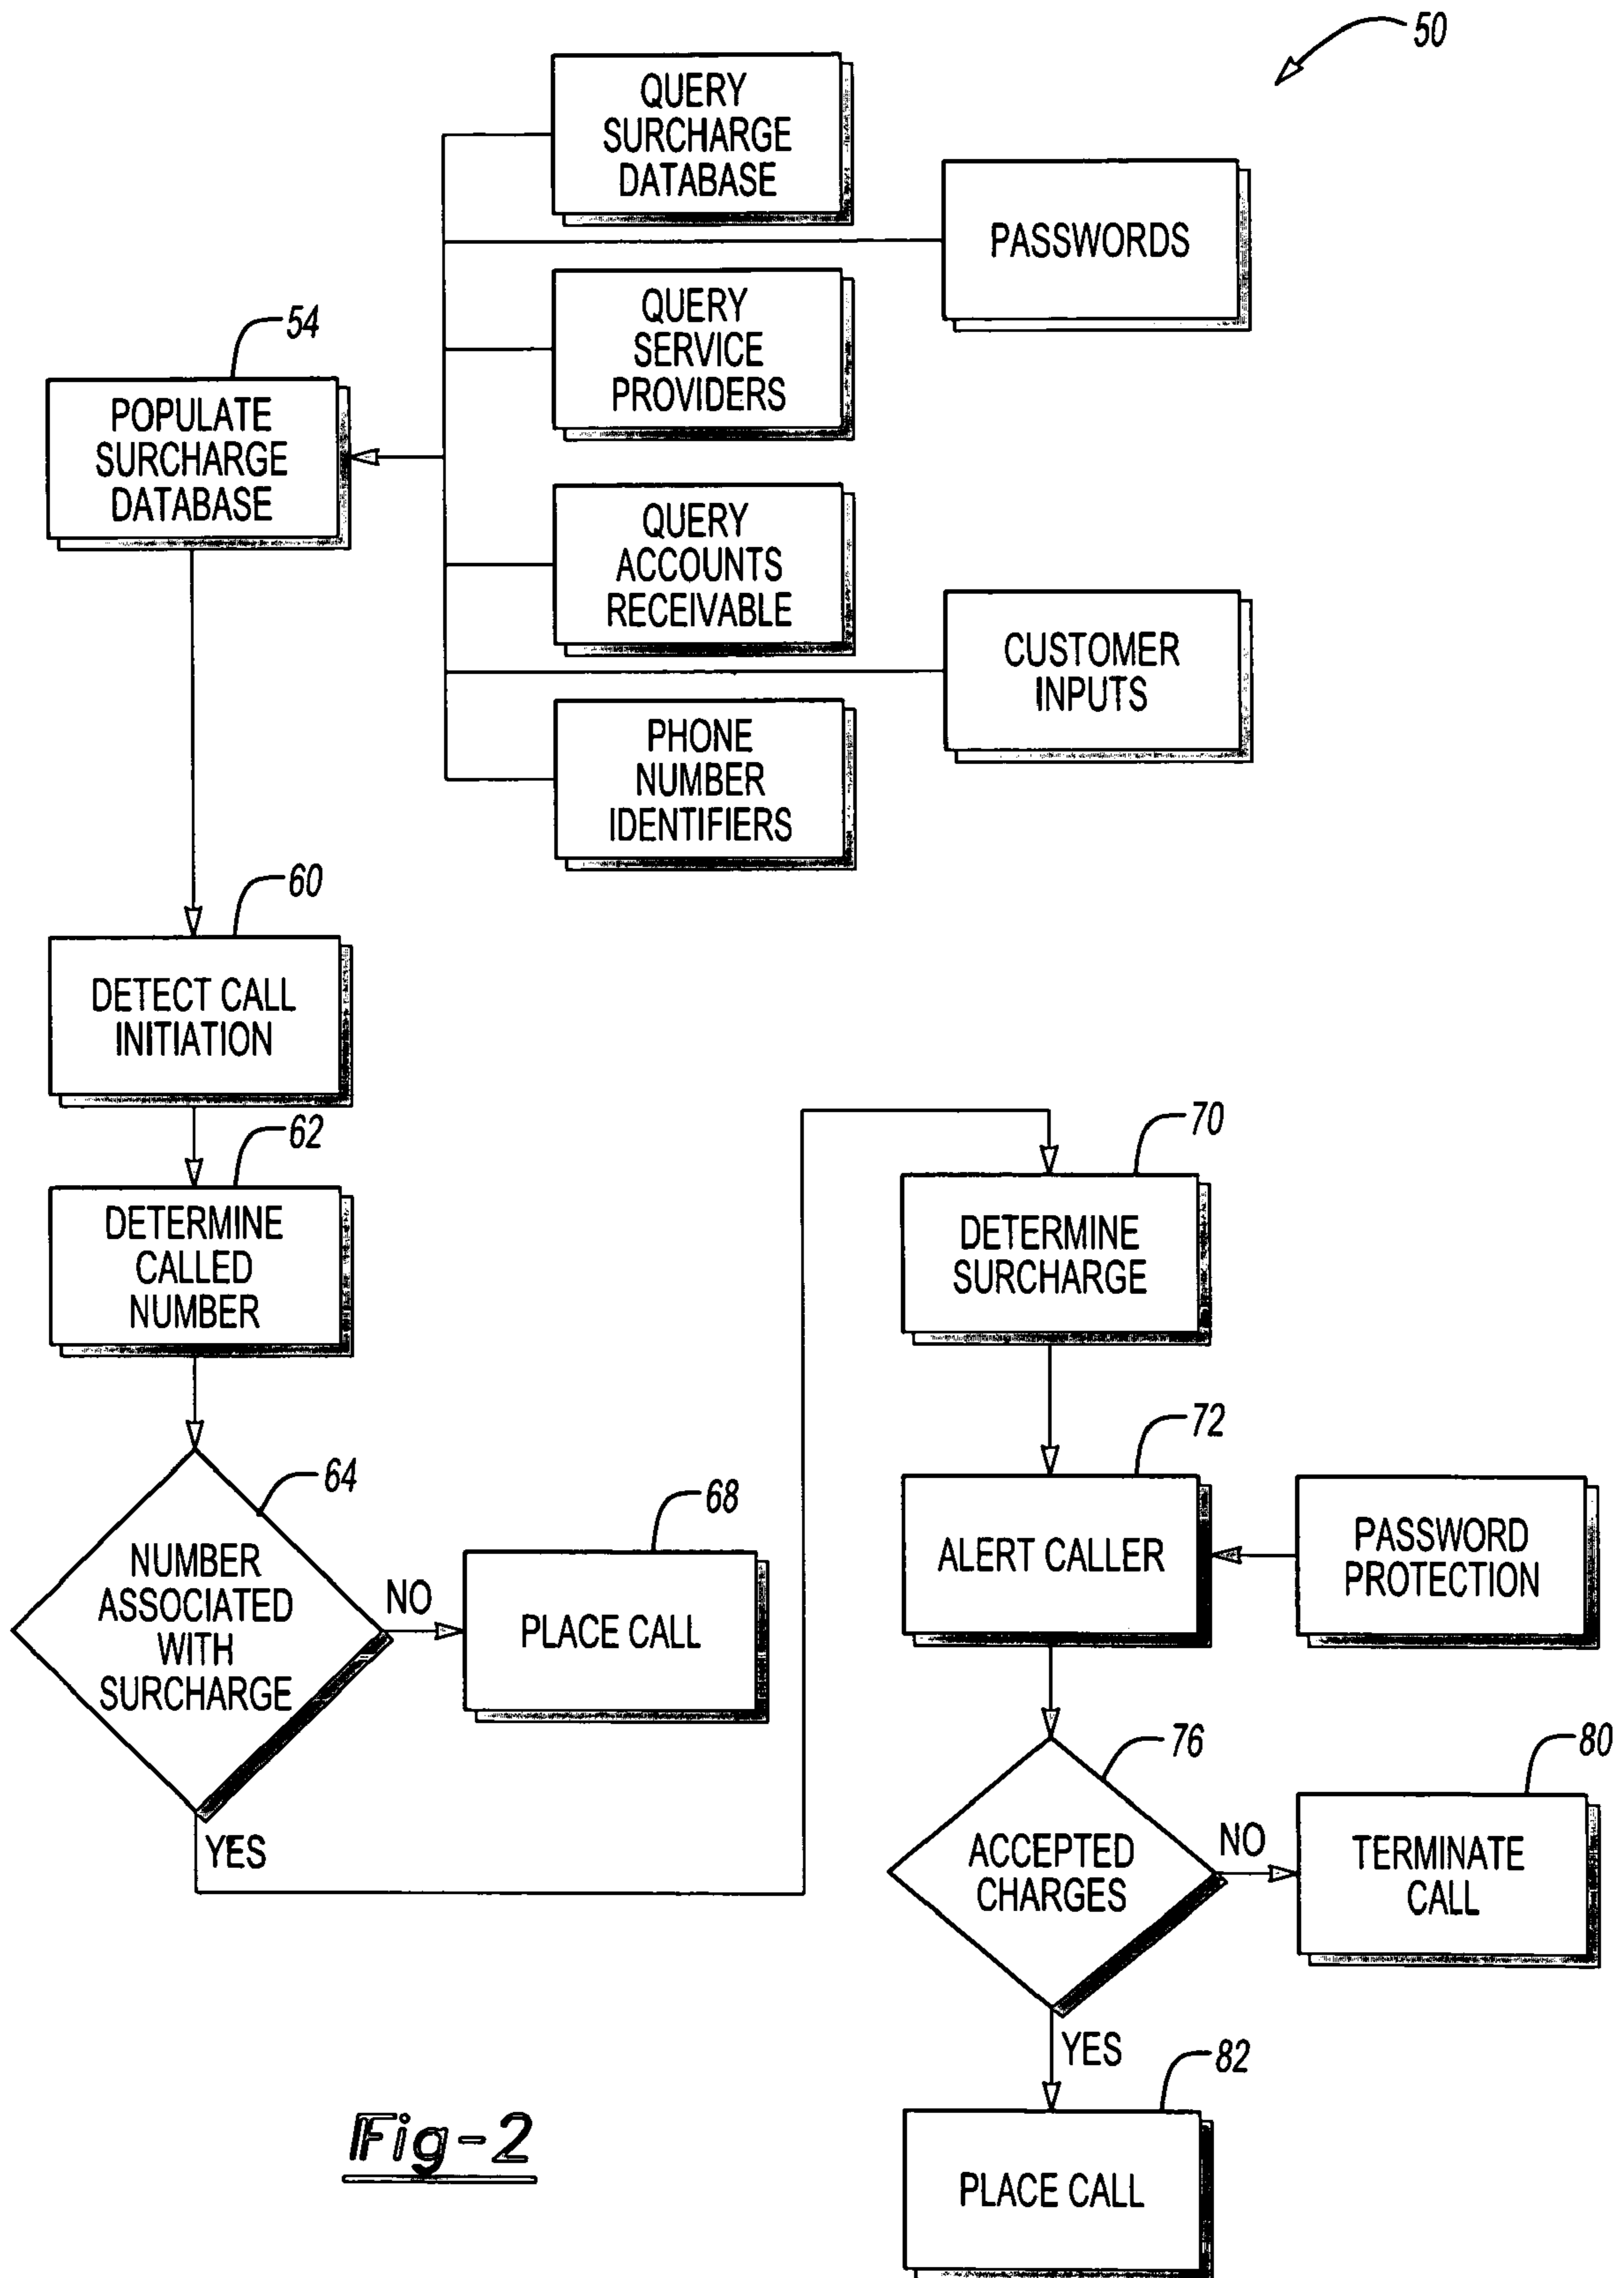 50
QUERY
SURCHARGE
DATABASE
PASSWORDS
QUERY
SERVICE
PROVIDERS
54
POPULATE
SURCHARGE
DATABASE
QUERY
ACCOUNTS
RECEIVABLE
CUSTOMER
INPUTS
PHONE
NUMBER
IDENTIFIERS
60
DETECT CALL
INITIATION
62
DETERMINE
CALLED
NUMBER
64
NUMBER
ASSOCIATED
WITH
SURCHARGE
NO
68
PLACE CALL
YES
70
DETERMINE
SURCHARGE
72
ALERT CALLER
PASSWORD
PROTECTION
76
ACCEPTED
CHARGES
NO
80
TERMINATE
CALL
YES
82
PLACE CALL
Fig-2